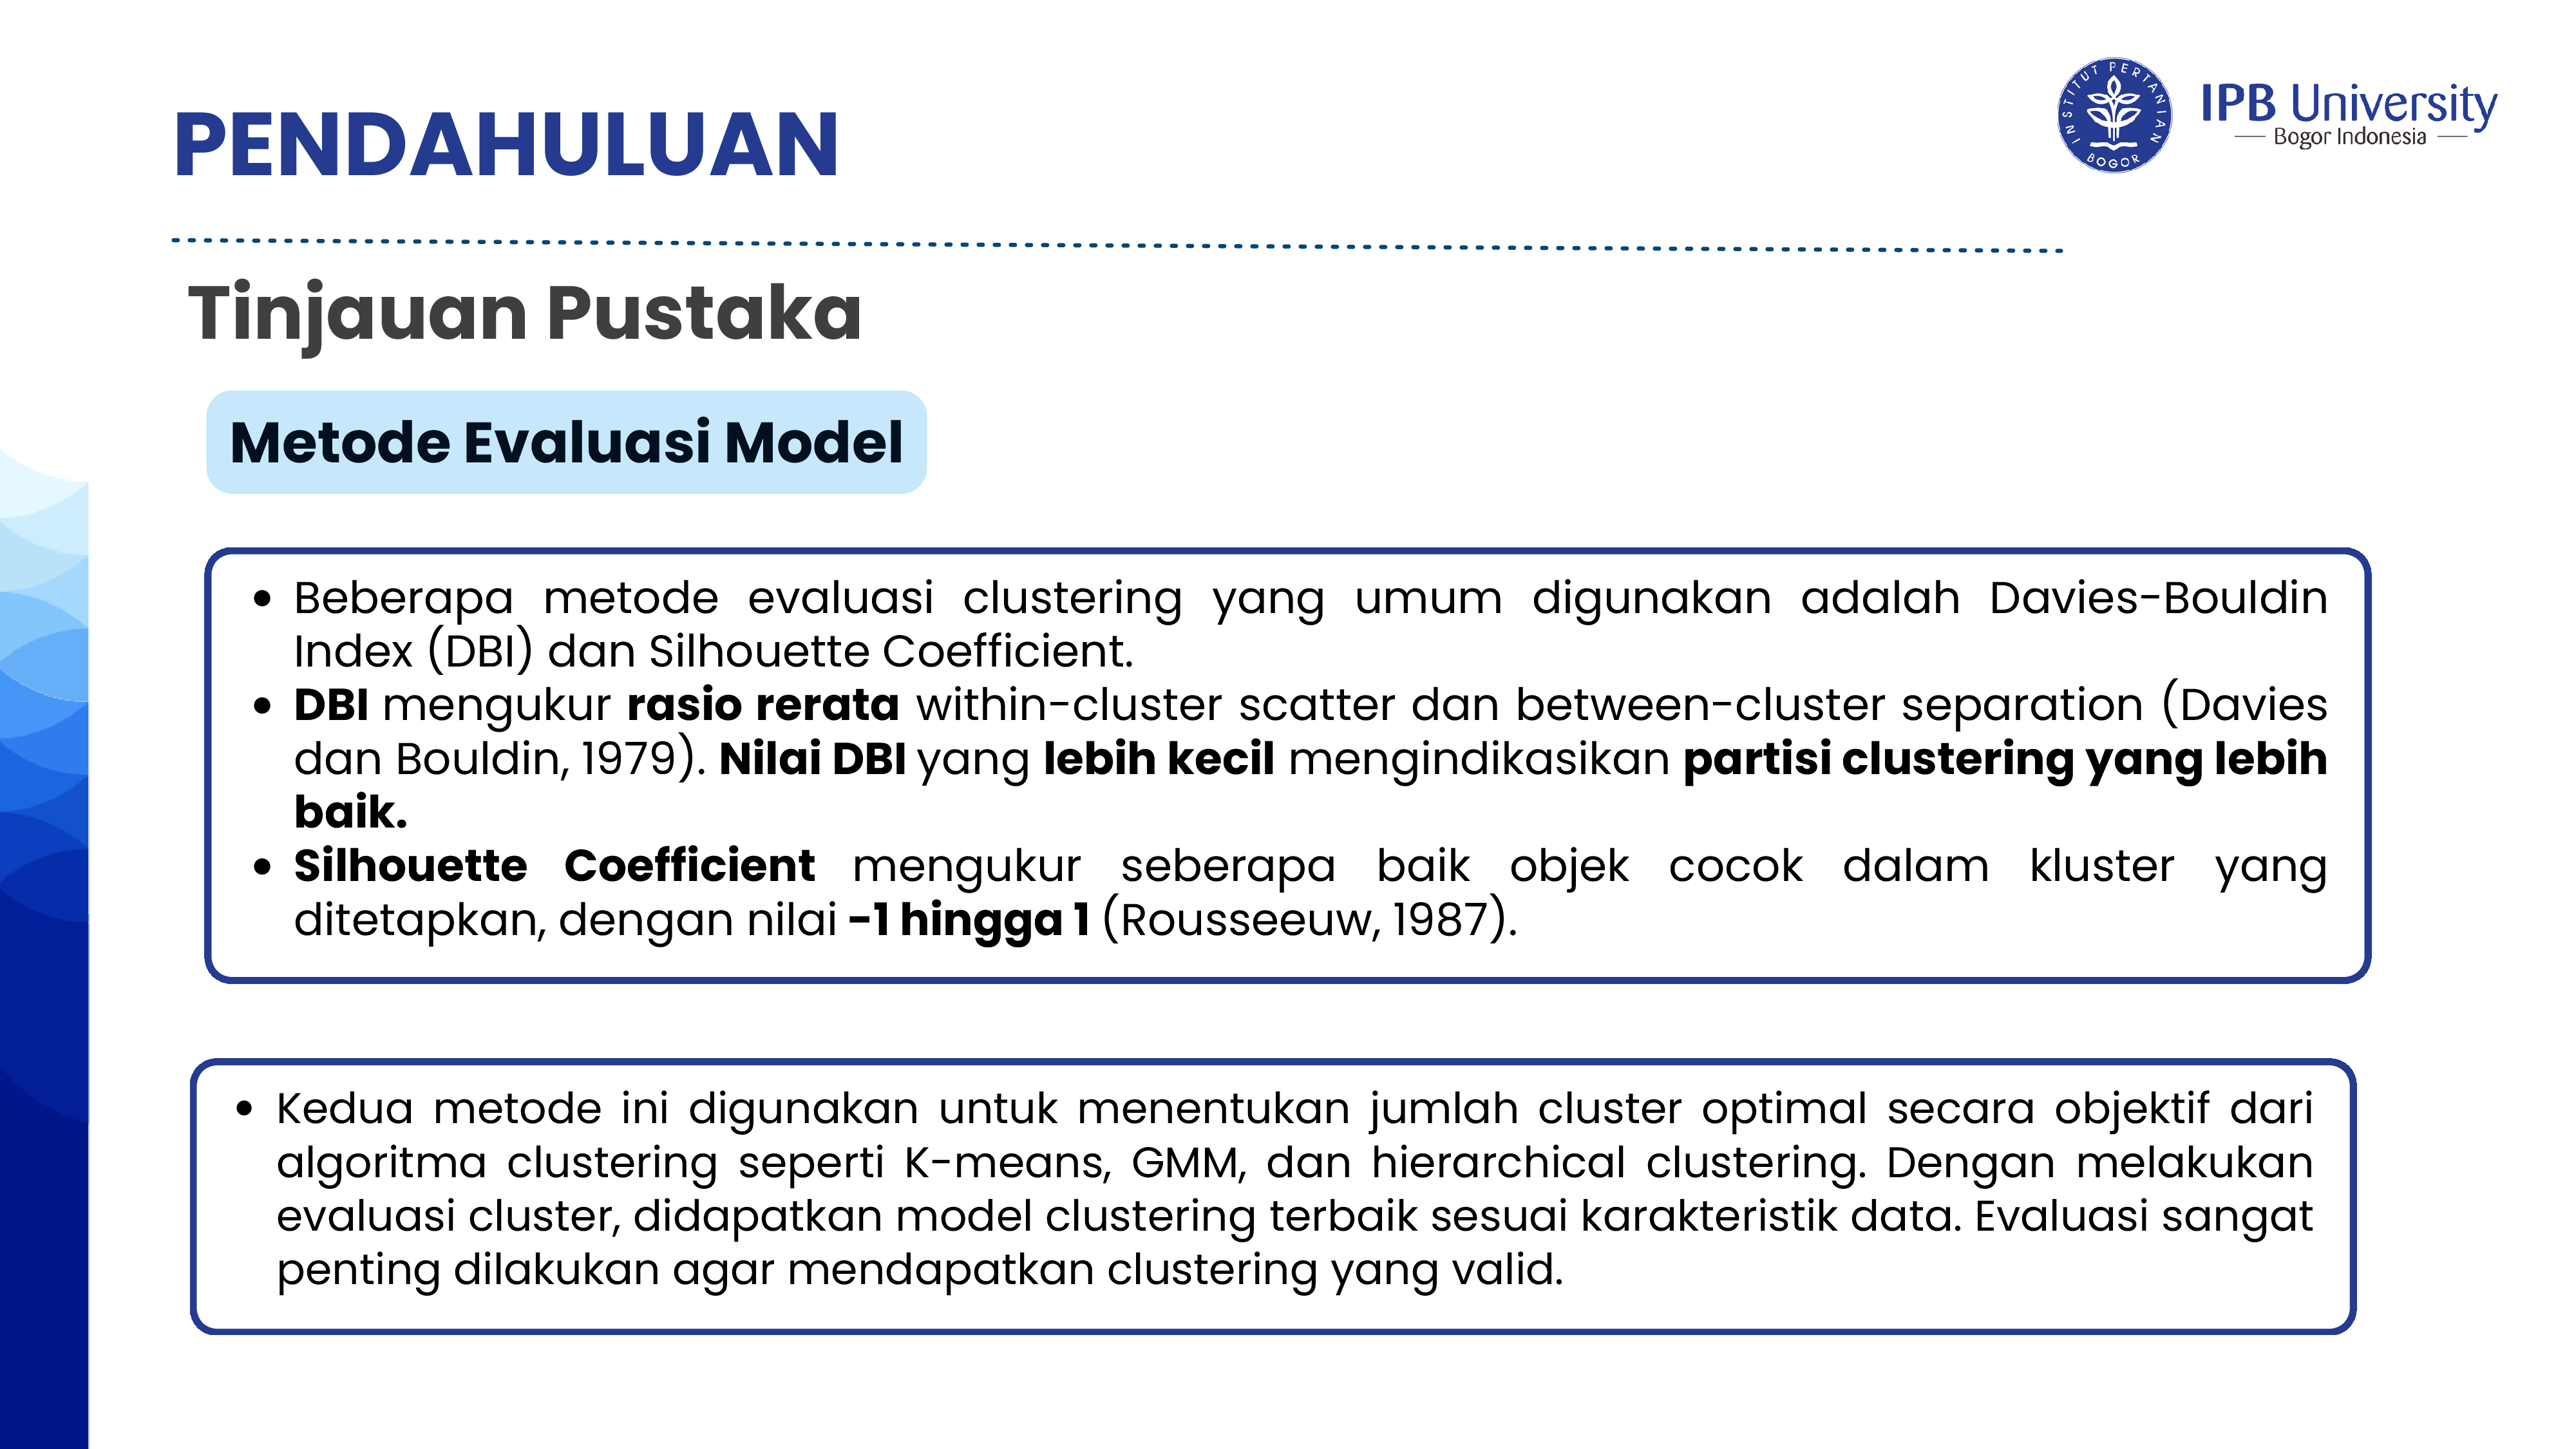 PENDAHULUAN
INSTITUT PERTANIAN
BOGOR
IPB University
Bogor Indonesia
Tinjauan Pustaka
Metode Evaluasi Model
• Beberapa metode evaluasi clustering yang umum digunakan adalah Davies-Bouldin
Index (DBI) dan Silhouette Coefficient.
• DBI mengukur rasio rerata within-cluster scatter dan between-cluster separation (Davies
dan Bouldin, 1979). Nilai DBI yang lebih kecil mengindikasikan partisi clustering yang lebih
baik.
• Silhouette Coefficient mengukur seberapa baik objek cocok dalam kluster yang
ditetapkan, dengan nilai -1 hingga 1 (Rousseeuw, 1987).
• Kedua metode ini digunakan untuk menentukan jumlah cluster optimal secara objektif dari
algoritma clustering seperti K-means, GMM, dan hierarchical clustering. Dengan melakukan
evaluasi cluster, didapatkan model clustering terbaik sesuai karakteristik data. Evaluasi sangat
penting dilakukan agar mendapatkan clustering yang valid.